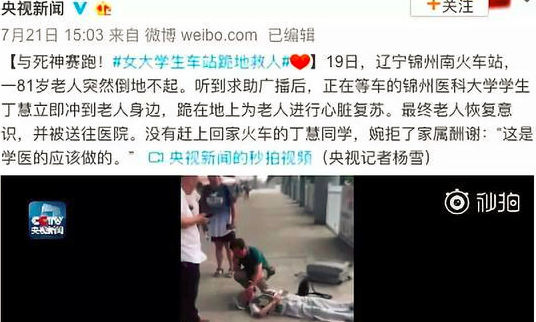 央视新闻
+关注
7月21日 15:03 来自 微博 weibo.com 已编辑
【与死神赛跑!#女大学生车站跪地救人#❤️】19日,辽宁锦州南火车站,
一81岁老人突然倒地不起。听到求助广播后,正在等车的锦州医科大学学生
丁慧立即冲到老人身边,跪在地上为老人进行心脏复苏。最终老人恢复意
识,并被送往医院。没有赶上回家火车的丁慧同学,婉拒了家属酬谢:“这是
学医的应该做的。”央视新闻的秒拍视频(央视记者杨雪)
CCTV
央视新闻
秒拍